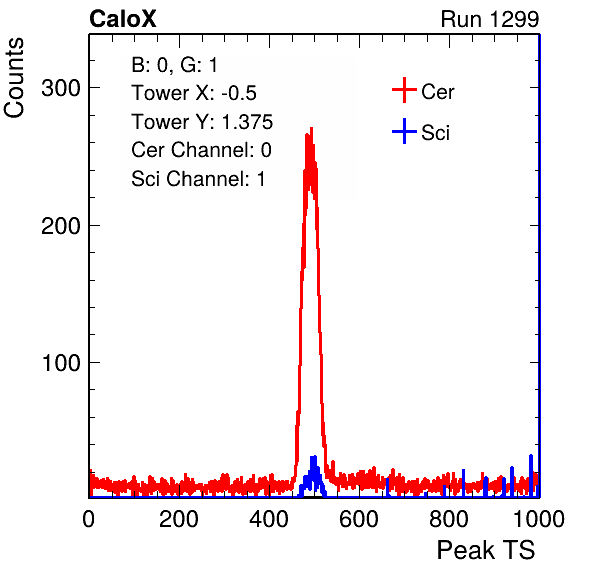 CaloX Run 1299
Counts
B: 0, G: 1
Tower X: -0.5
Tower Y: 1.375
Cer Channel: 0
Sci Channel: 1
Cer
Sci
300
200
100
0 200 400 600 800 1000
Peak TS